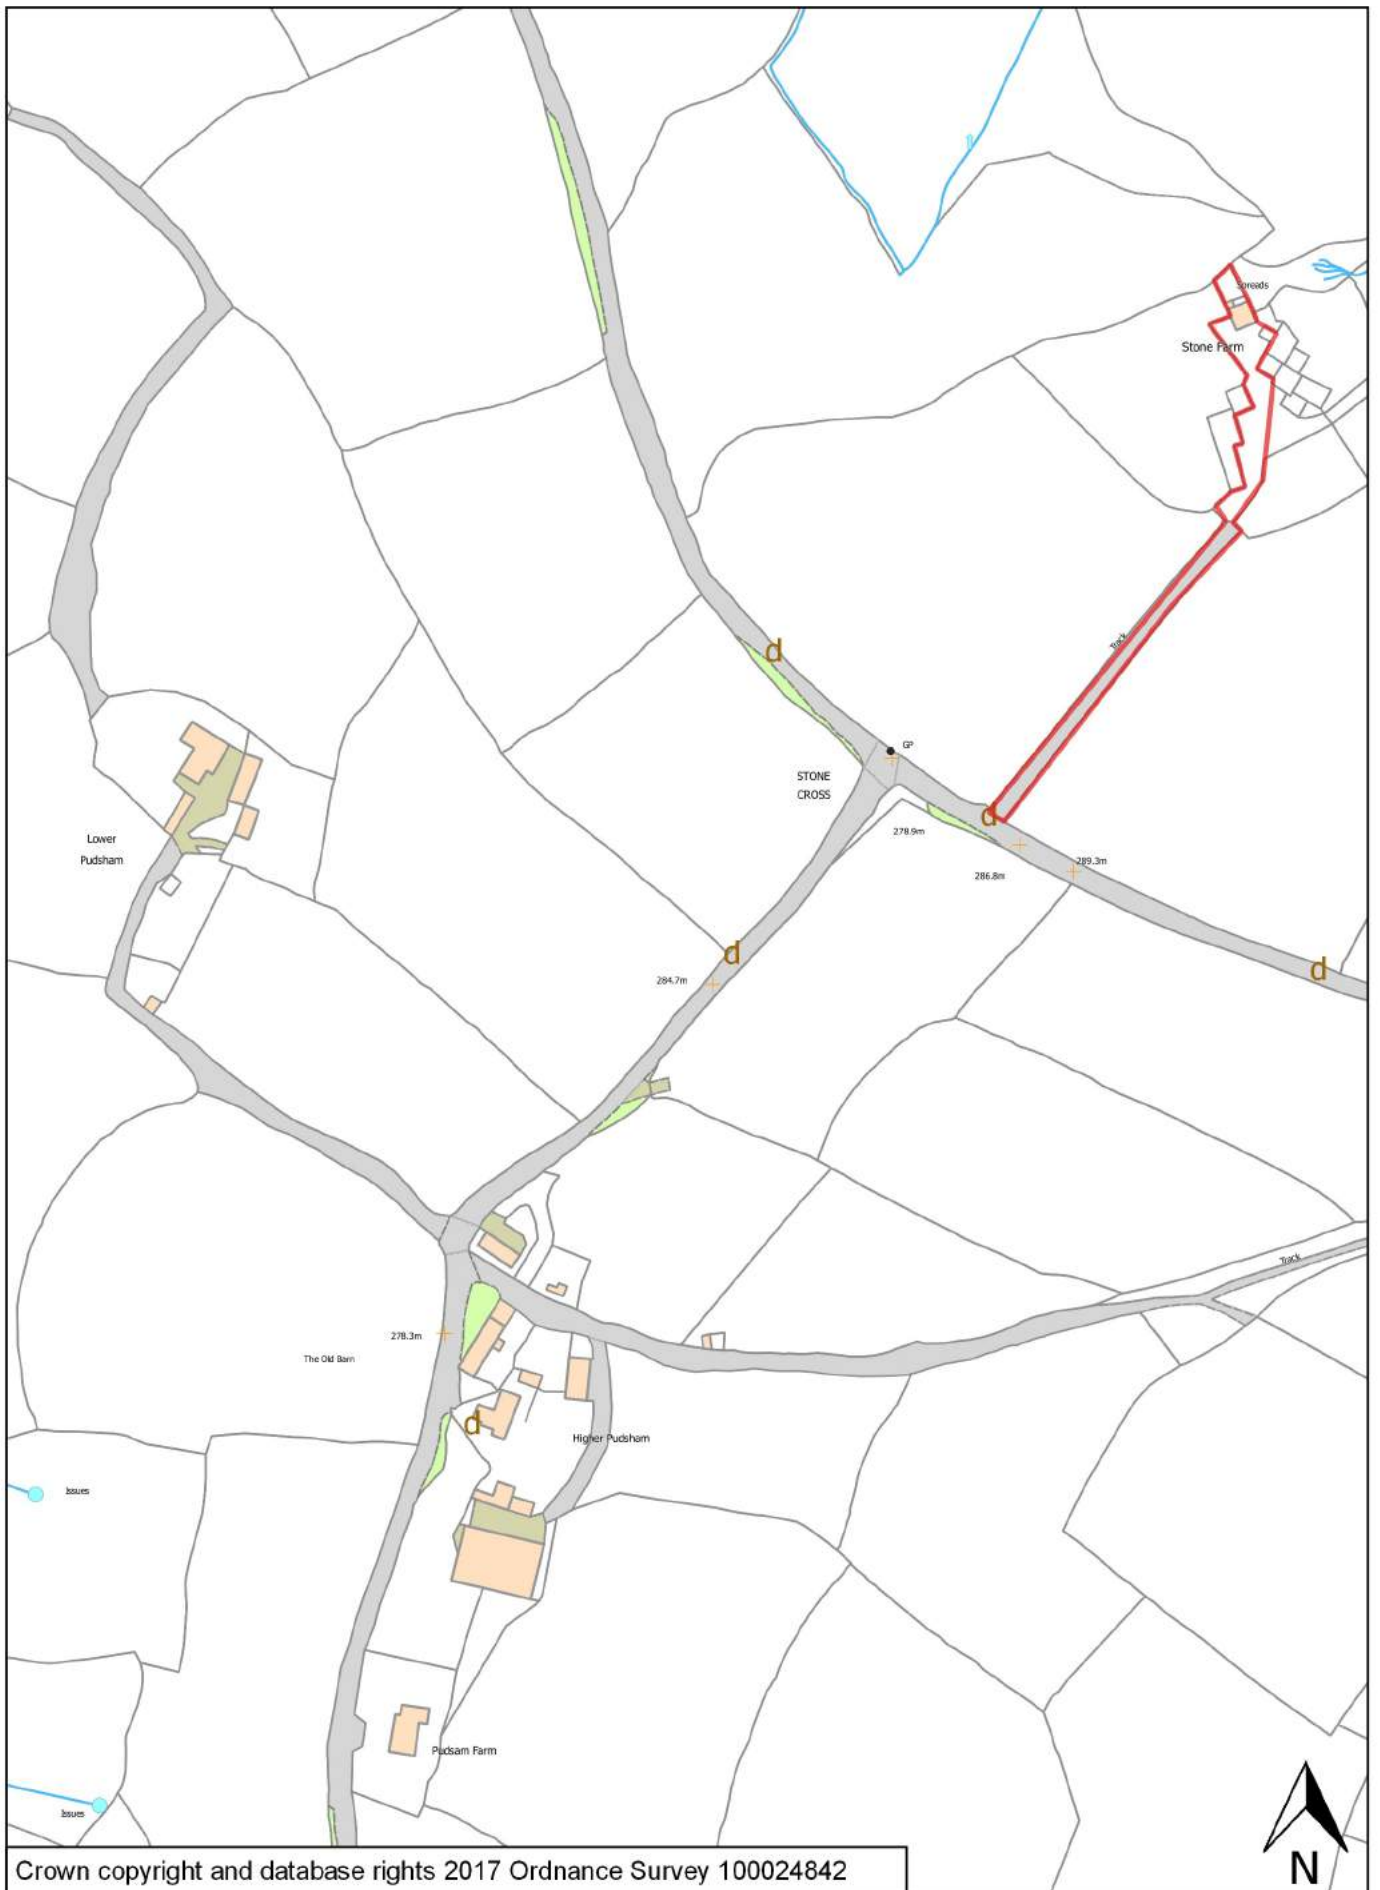 Spreads
Stone Farm
Track
d
GP
STONE
CROSS
d
278.9m
Lower
Pudsham
289.3m
286.8m
d
d
284.7m
Track
278.3m
The Old Barn
d
Higher Pudsham
Issues
Pudsam Farm
Issues
Crown copyright and database rights 2017 Ordnance Survey 100024842
N